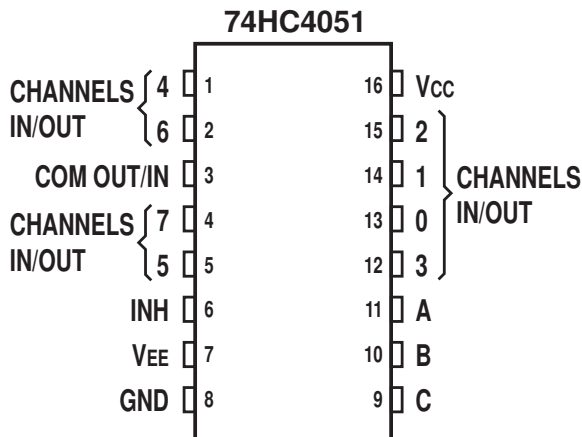 74HC4051
CHANNELS IN/OUT
4 1
6 2
COM OUT/IN 3
CHANNELS IN/OUT
7 4
5 5
INH 6
VEE 7
GND 8
16 VCC
15 2
14 1
13 0
12 3
CHANNELS IN/OUT
11 A
10 B
9 C